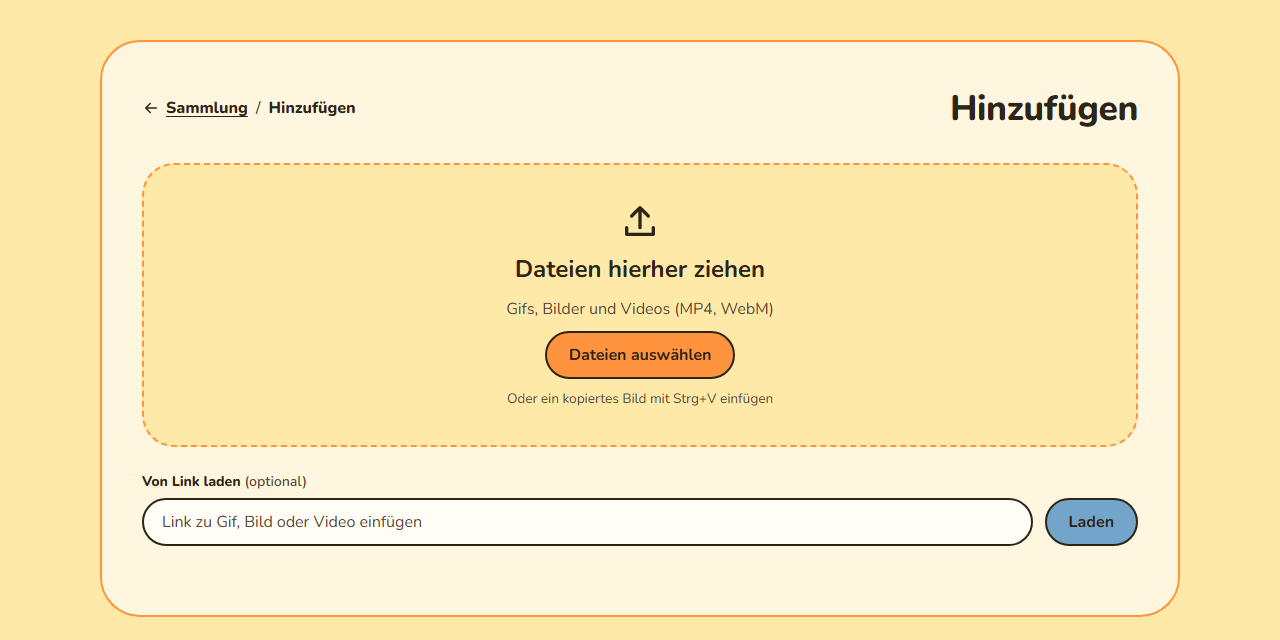 ← Sammlung / Hinzufügen
Hinzufügen
Dateien hierher ziehen
Gifs, Bilder und Videos (MP4, WebM)
Dateien auswählen
Oder ein kopiertes Bild mit Strg+V einfügen
Von Link laden (optional)
Link zu Gif, Bild oder Video einfügen
Laden